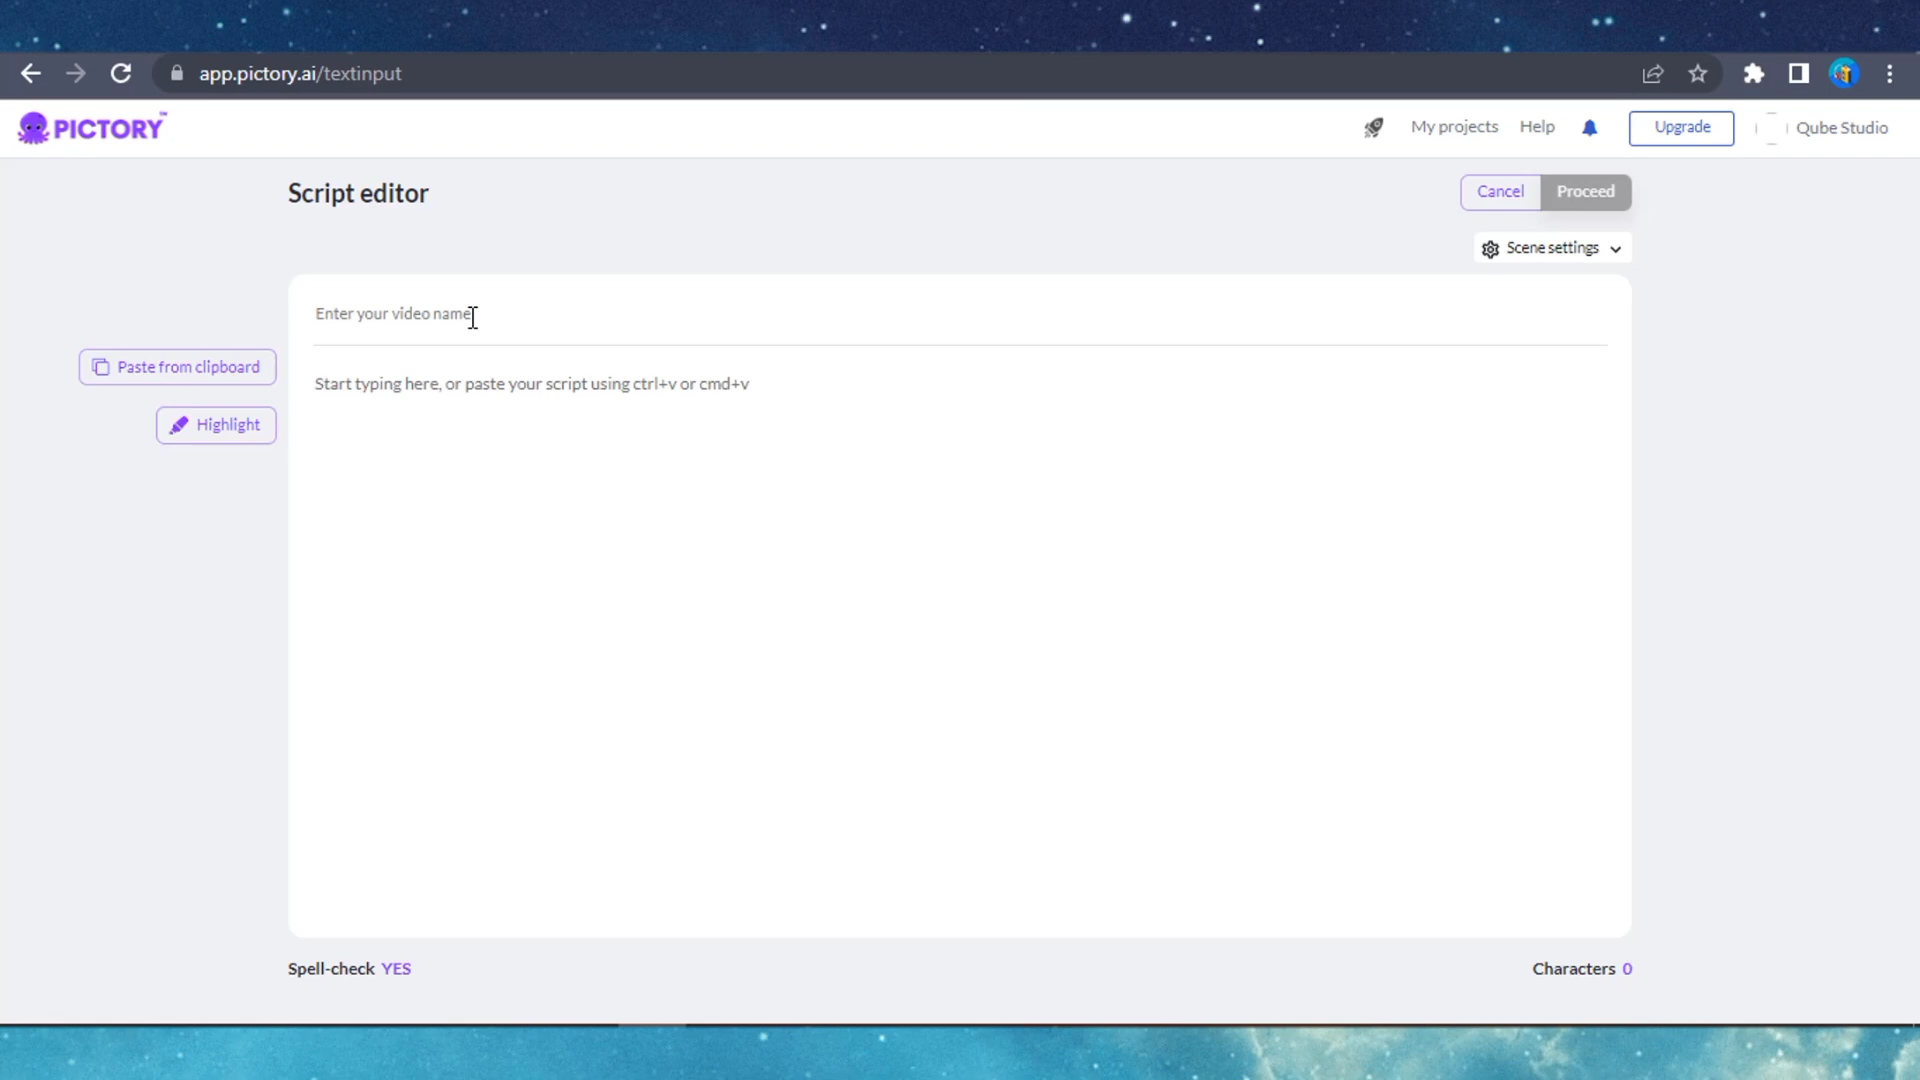 app.pictory.ai/textinput
PICTORY™
My projects
Help
Upgrade
Qube Studio
Script editor
Cancel
Proceed
Scene settings
Enter your video name
Paste from clipboard
Start typing here, or paste your script using ctrl+v or cmd+v
Highlight
Spell-check YES
Characters 0